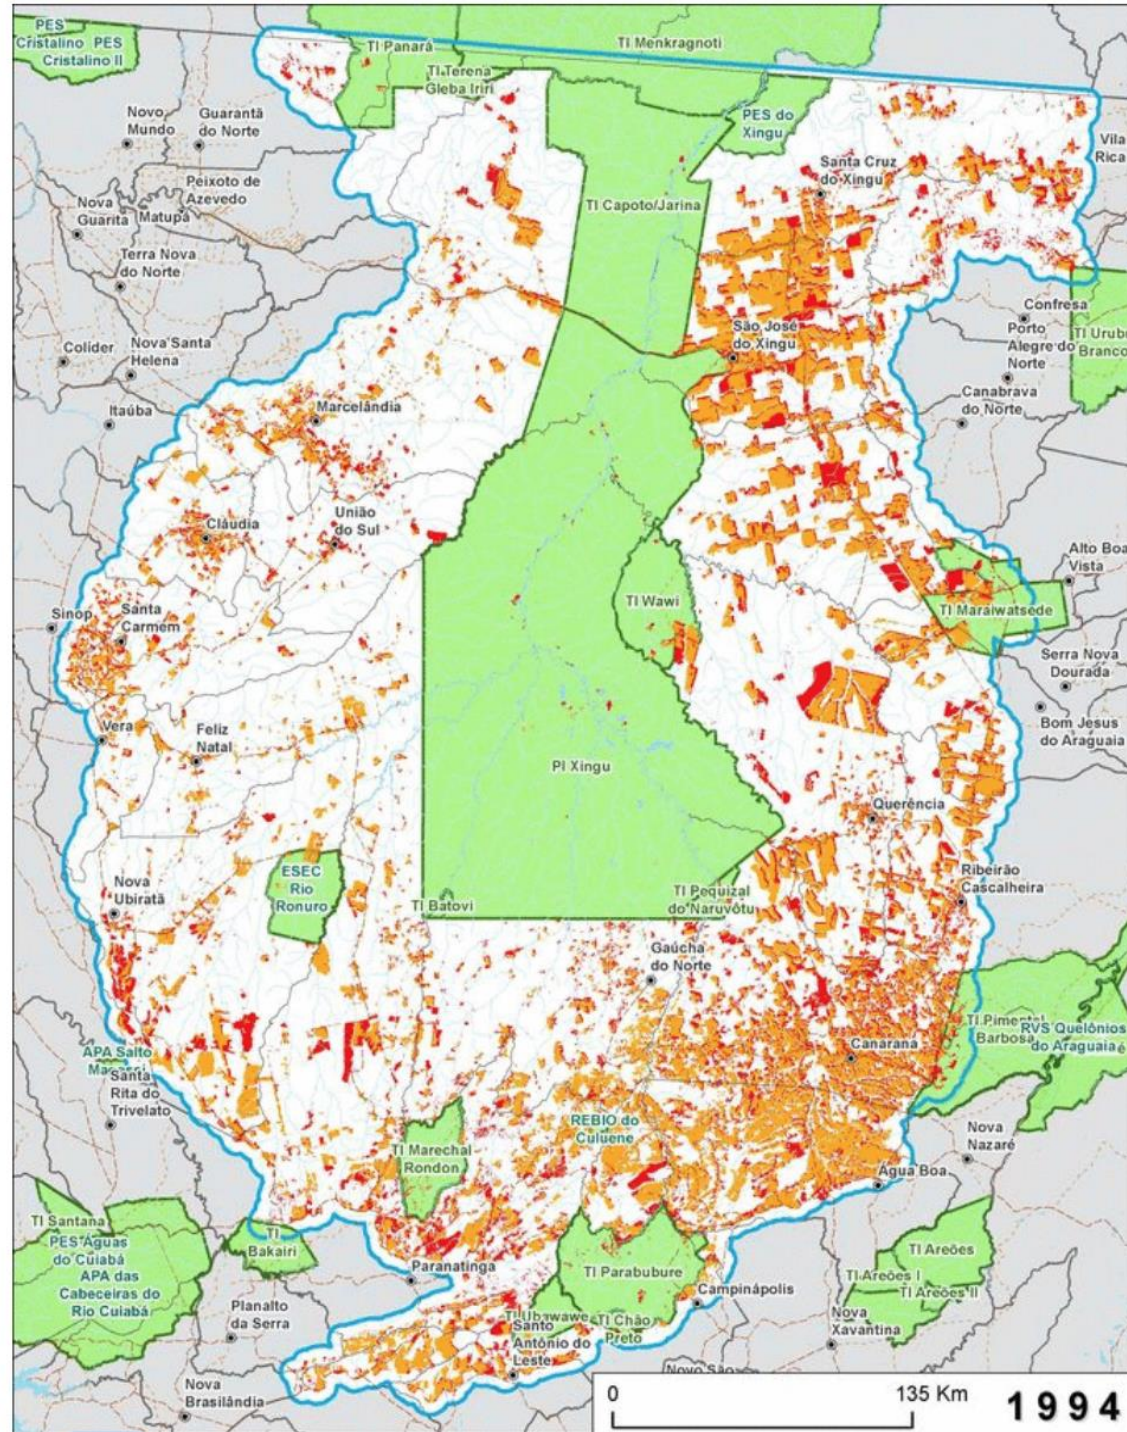 PES
Cristalino PES
Cristalino II
TI Panará
TI Menkragnoti
TI Terena
Gleba Iriri
PES do
Xingu
Novo
Mundo
Guarantã
do Norte
Vila
Rica
Santa Cruz
do Xingu
Peixoto de
Azevedo
Nova
Guarita
Matupá
TI Capoto/Jarina
Terra Nova
do Norte
Confresa
Porto
Alegre do
Norte
TI Urubu
Branco
São José
do Xingu
Colíder
Nova Santa
Helena
Canabrava
do Norte
Itaúba
Marcelândia
Cláudia
União
do Sul
Alto Boa
Vista
TI Wawi
TI Maraiwatsede
Sinop
Santa
Carmem
Serra Nova
Dourada
Bom Jesus
do Araguaia
Vera
Feliz
Natal
PI Xingu
Querência
ESEC
Rio
Ronuro
Ribeirão
Cascalheira
Nova
Ubiratã
TI Batovi
TI Pequizal
do Naruvôtu
Gaúcha
do Norte
TI Pimentel
Barbosa
RVS Quelônios
do Araguaia
Canarana
APA Salto
Santa
Rita do
Trivelato
REBIO do
Culuene
Nova
Nazaré
TI Marechal
Rondon
Água Boa
TI Santana
PES Águas
do Cuiabá
APA das
Cabeceiras do
Rio Cuiabá
TI
Bakairi
TI Areões
TI Parabubure
TI Areões I
TI Areões II
Paranatinga
Campinápolis
Planalto
da Serra
TI Ubawawe
TI Chão
Preto
Santo
Antônio do
Leste
Nova
Xavantina
Novo São
Nova
Brasilândia
0 135 Km
1994